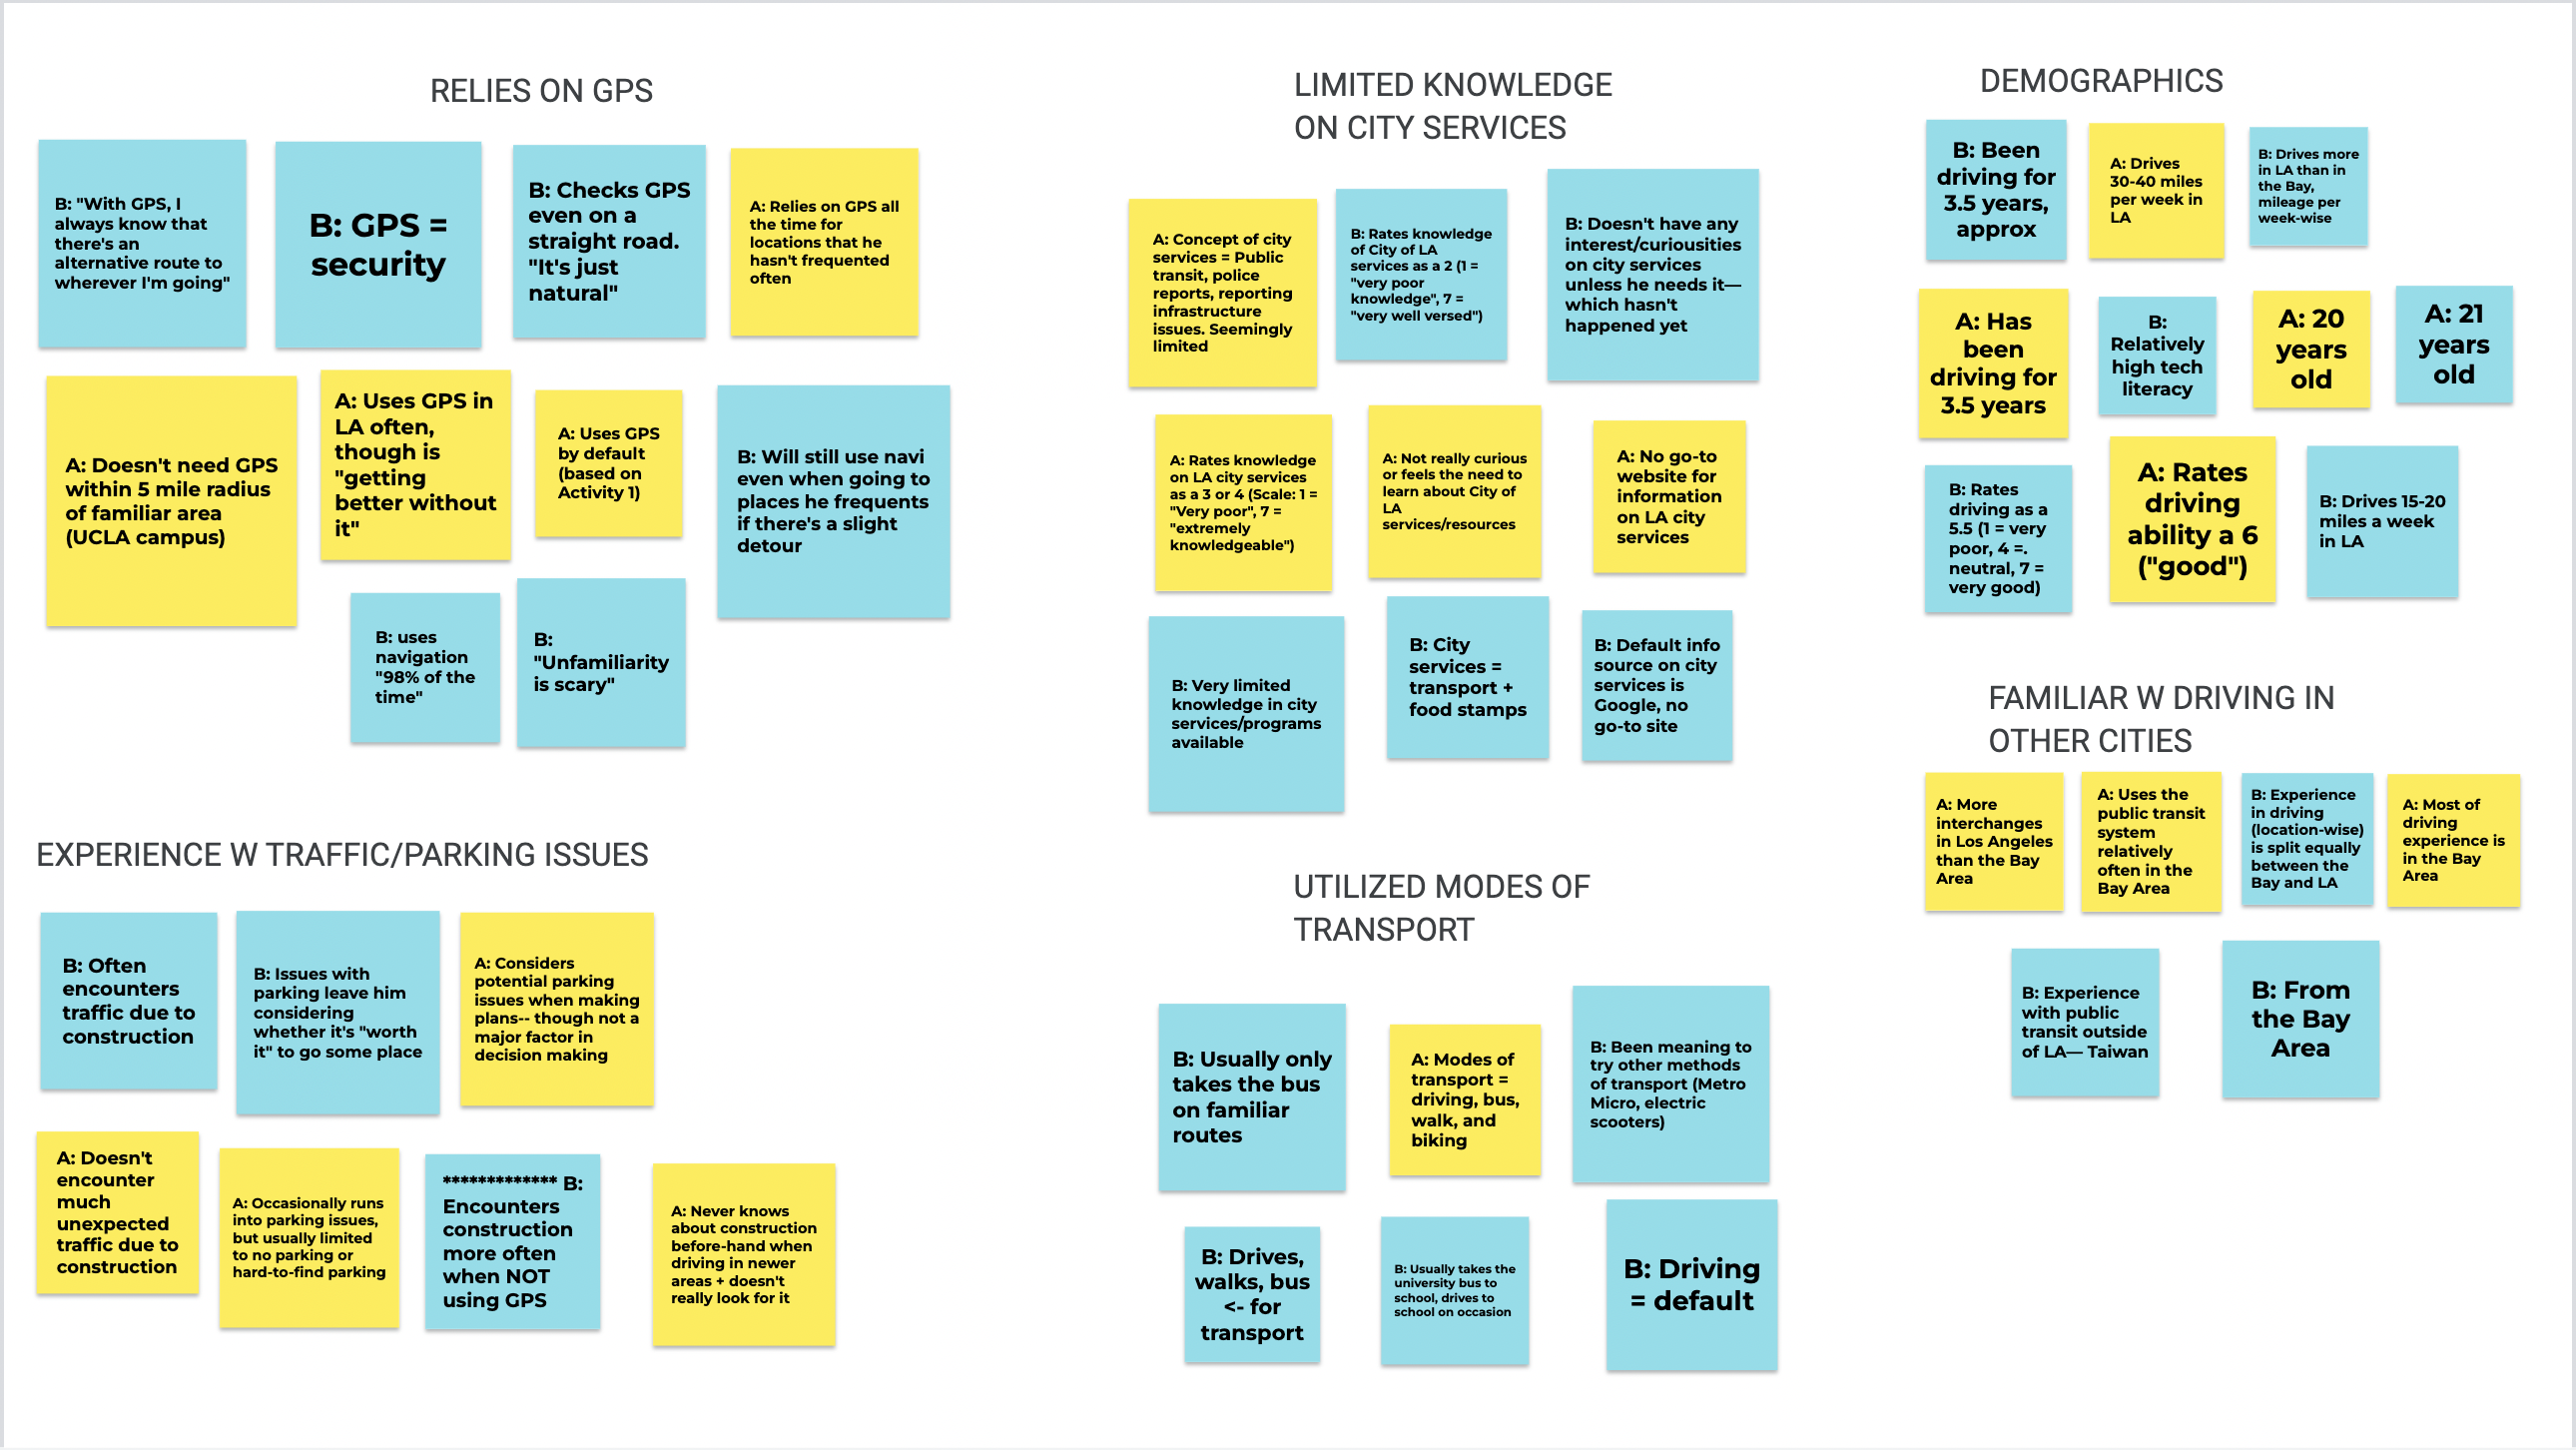 RELIES ON GPS
B: "With GPS, I
always know that
there's an
alternative route to
wherever I'm going"
B: GPS =
security
B: Checks GPS
even on a
straight road.
"It's just
natural"
A: Relies on GPS all
the time for
locations that he
hasn't frequented
often
A: Doesn't need GPS
within 5 mile radius
of familiar area
(UCLA campus)
A: Uses GPS in
LA often,
though is
"getting
better without
it"
A: Uses GPS
by default
(based on
Activity 1)
B: Will still use navi
even when going to
places he frequents
if there's a slight
detour
B: uses
navigation
"98% of the
time"
B:
"Unfamiliarity
is scary"
EXPERIENCE W TRAFFIC/PARKING ISSUES
B: Often
encounters
traffic due to
construction
B: Issues with
parking leave him
considering
whether it's "worth
it" to go some place
A: Considers
potential parking
issues when making
plans-- though not a
major factor in
decision making
A: Doesn't
encounter
much
unexpected
traffic due to
construction
A: Occasionally runs
into parking issues,
but usually limited
to no parking or
hard-to-find parking
************* B:
Encounters
construction
more often
when NOT
using GPS
A: Never knows
about construction
before-hand when
driving in newer
areas + doesn't
really look for it
LIMITED KNOWLEDGE
ON CITY SERVICES
A: Concept of city
services = Public
transit, police
reports, reporting
infrastructure
issues. Seemingly
limited
B: Rates knowledge
of City of LA
services as a 2 (1 =
"very poor
knowledge", 7 =
"very well versed")
B: Doesn't have any
interest/curiousities
on city services
unless he needs it—
which hasn't
happened yet
A: Rates knowledge
on LA city services
as a 3 or 4 (Scale: 1 =
"Very poor", 7 =
"extremely
knowledgeable")
A: Not really curious
or feels the need to
learn about City of
LA
services/resources
A: No go-to
website for
information
on LA city
services
B: Very limited
knowledge in city
services/programs
available
B: City
services =
transport +
food stamps
B: Default info
source on city
services is
Google, no
go-to site
UTILIZED MODES OF
TRANSPORT
B: Usually only
takes the bus
on familiar
routes
A: Modes of
transport =
driving, bus,
walk, and
biking
B: Been meaning to
try other methods
of transport (Metro
Micro, electric
scooters)
B: Drives,
walks, bus
<- for
transport
B: Usually takes the
university bus to
school, drives to
school on occasion
B: Driving
= default
DEMOGRAPHICS
B: Been
driving for
3.5 years,
approx
A: Drives
30-40 miles
per week in
LA
B: Drives more
in LA than in
the Bay,
mileage per
week-wise
A: Has
been
driving for
3.5 years
B:
Relatively
high tech
literacy
A: 20
years
old
A: 21
years
old
B: Rates
driving as a
5.5 (1 = very
poor, 4 =.
neutral, 7 =
very good)
A: Rates
driving
ability a 6
("good")
B: Drives 15-20
miles a week
in LA
FAMILIAR W DRIVING IN
OTHER CITIES
A: More
interchanges
in Los Angeles
than the Bay
Area
A: Uses the
public transit
system
relatively
often in the
Bay Area
B: Experience
in driving
(location-wise)
is split equally
between the
Bay and LA
A: Most of
driving
experience is
in the Bay
Area
B: Experience
with public
transit outside
of LA— Taiwan
B: From
the Bay
Area